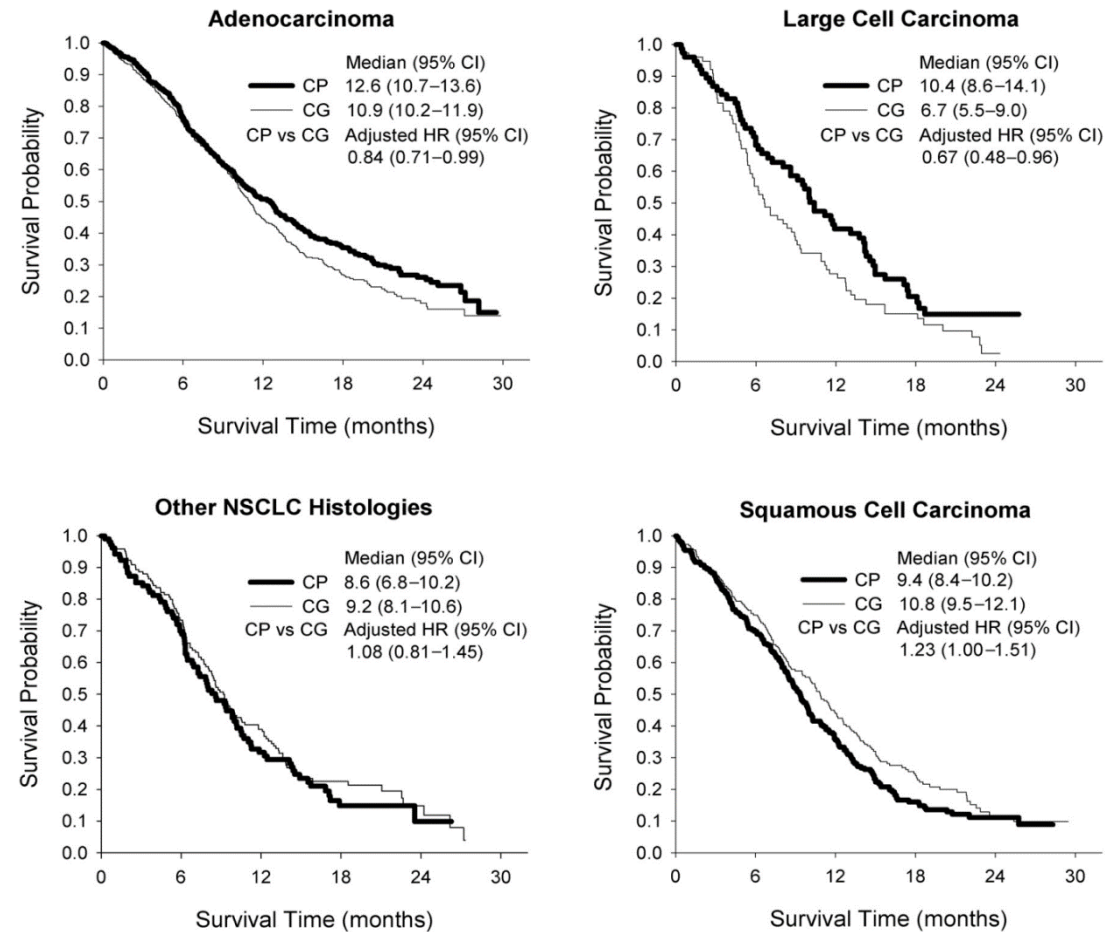 Adenocarcinoma
Survival Probability
1.0
0.9
0.8
0.7
0.6
0.5
0.4
0.3
0.2
0.1
0.0
Median (95% CI)
CP 12.6 (10.7–13.6)
CG 10.9 (10.2–11.9)
CP vs CG Adjusted HR (95% CI)
0.84 (0.71–0.99)
0 6 12 18 24 30
Survival Time (months)
Large Cell Carcinoma
Survival Probability
1.0
0.9
0.8
0.7
0.6
0.5
0.4
0.3
0.2
0.1
0.0
Median (95% CI)
CP 10.4 (8.6–14.1)
CG 6.7 (5.5–9.0)
CP vs CG Adjusted HR (95% CI)
0.67 (0.48–0.96)
0 6 12 18 24 30
Survival Time (months)
Other NSCLC Histologies
Survival Probability
1.0
0.9
0.8
0.7
0.6
0.5
0.4
0.3
0.2
0.1
0.0
Median (95% CI)
CP 8.6 (6.8–10.2)
CG 9.2 (8.1–10.6)
CP vs CG Adjusted HR (95% CI)
1.08 (0.81–1.45)
0 6 12 18 24 30
Survival Time (months)
Squamous Cell Carcinoma
Survival Probability
1.0
0.9
0.8
0.7
0.6
0.5
0.4
0.3
0.2
0.1
0.0
Median (95% CI)
CP 9.4 (8.4–10.2)
CG 10.8 (9.5–12.1)
CP vs CG Adjusted HR (95% CI)
1.23 (1.00–1.51)
0 6 12 18 24 30
Survival Time (months)